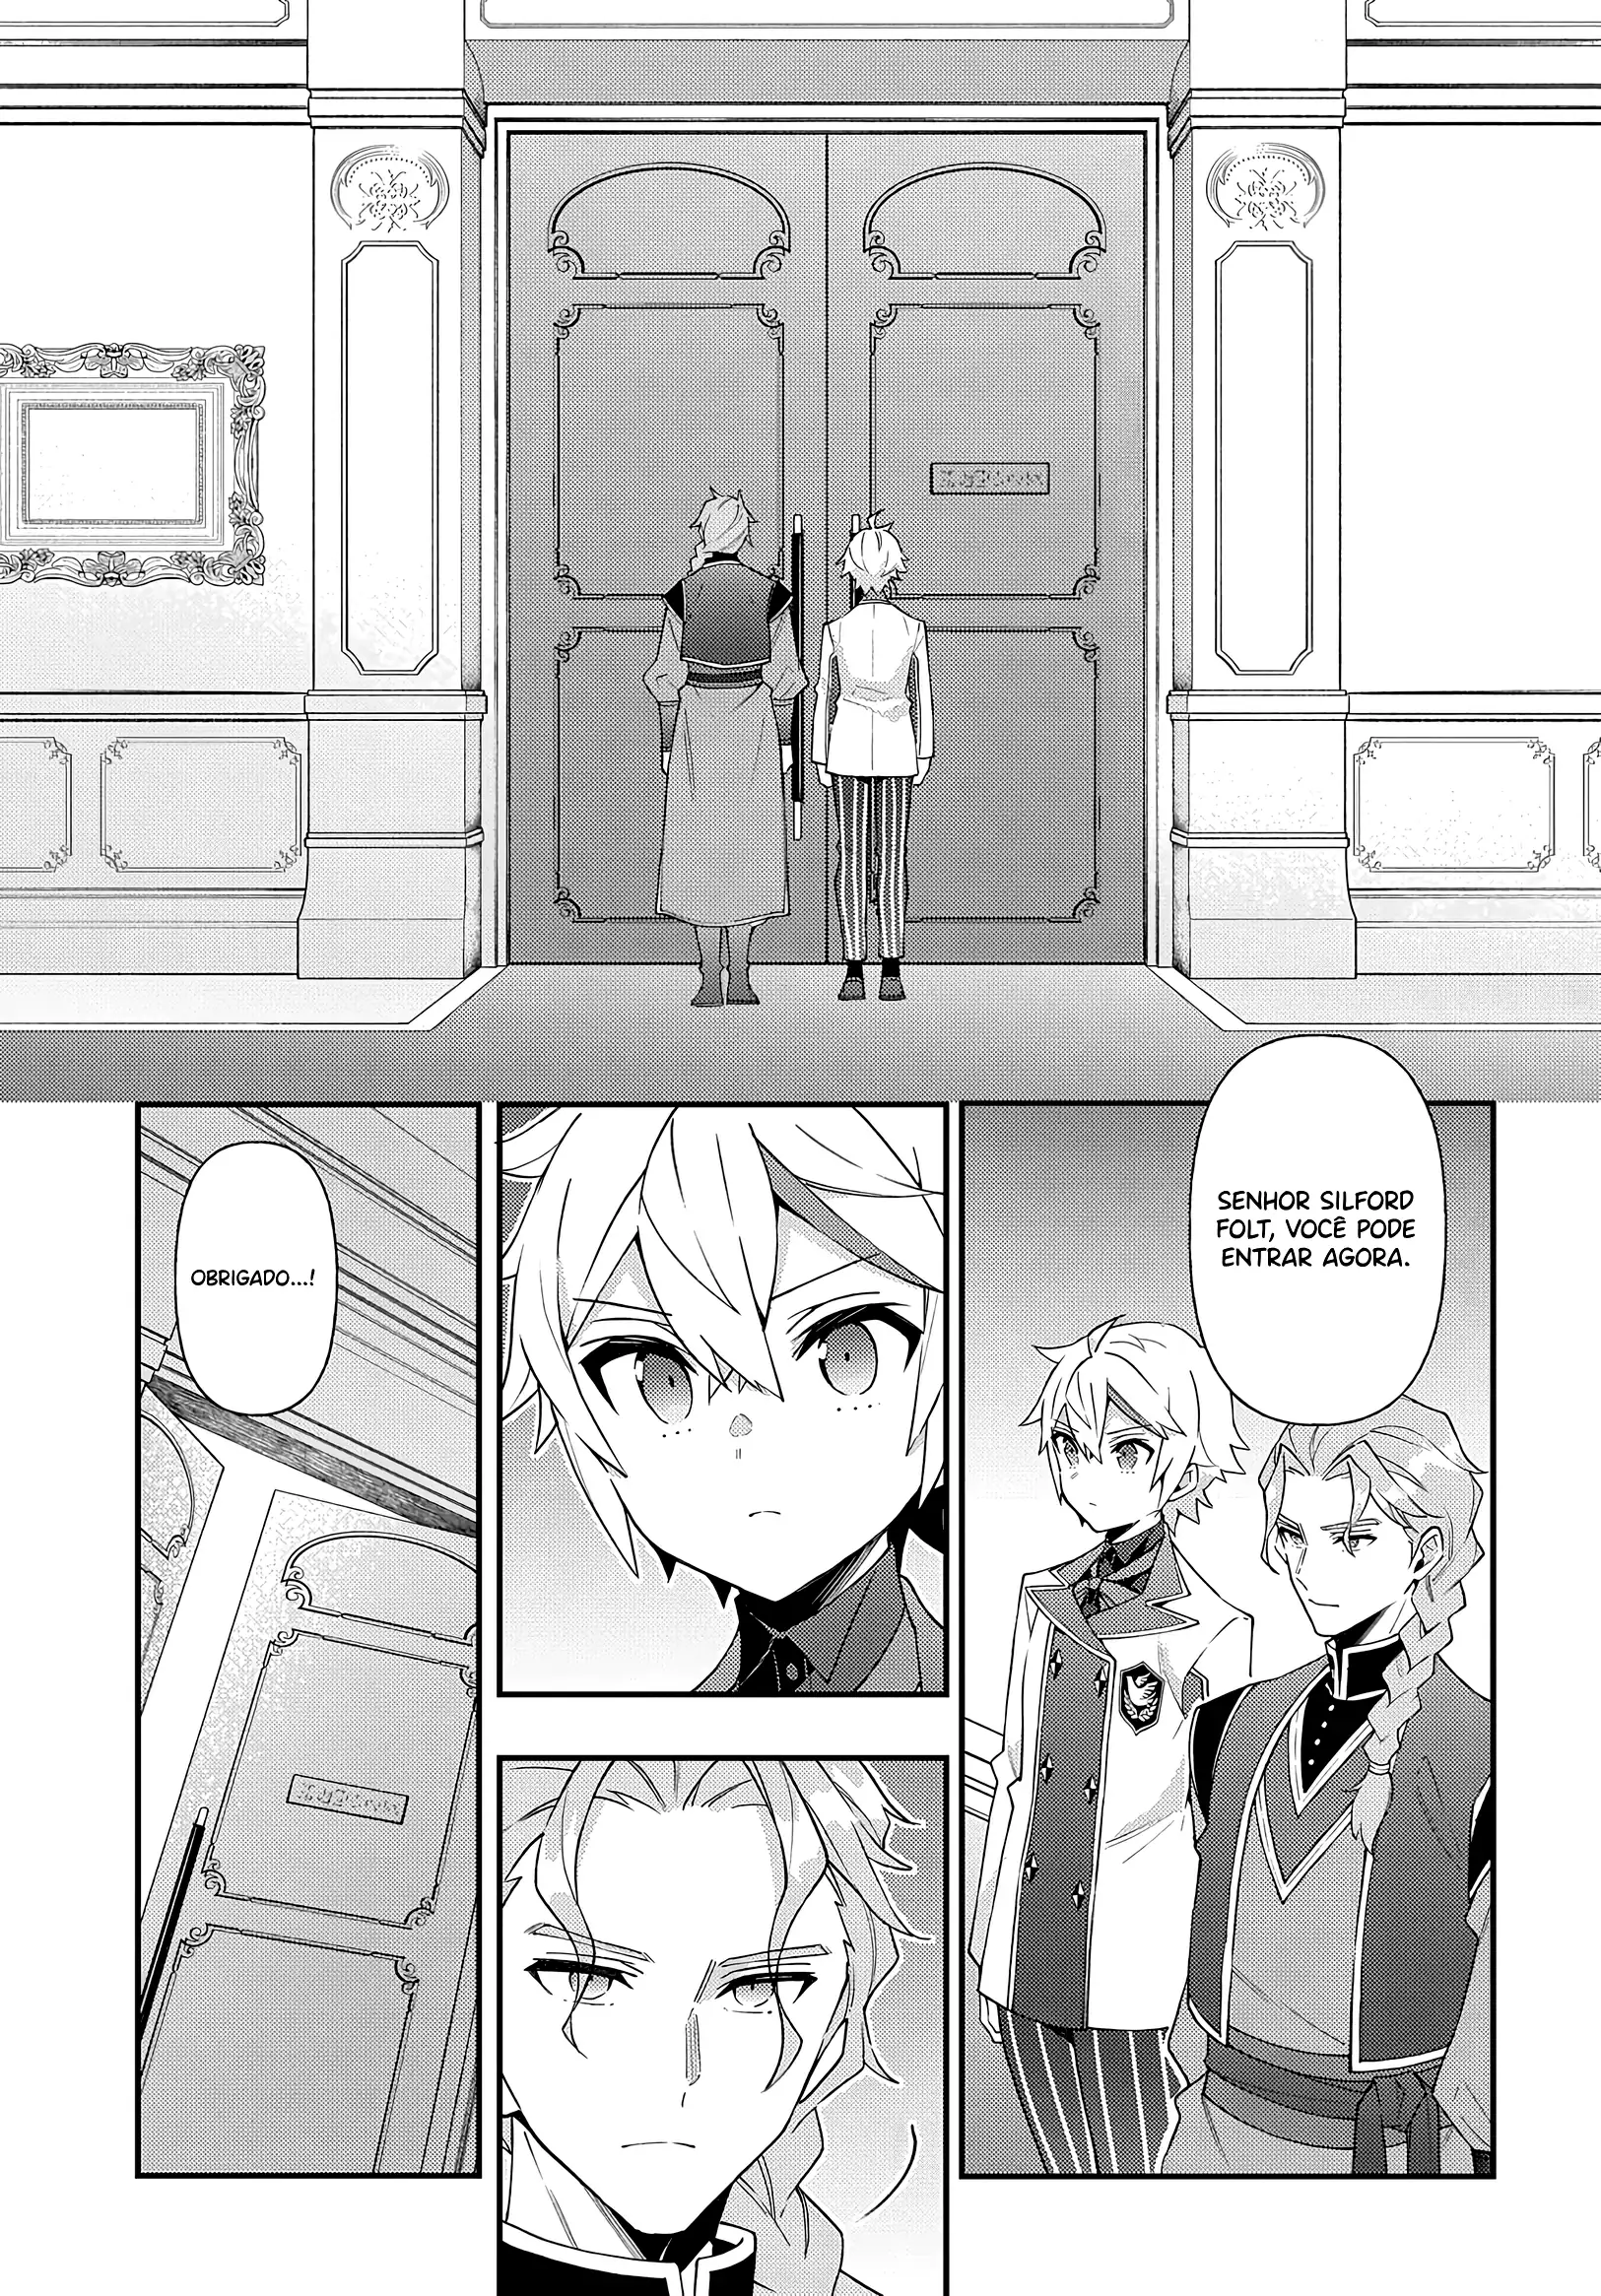 SENHOR SILFORD
FOLT, VOCÊ PODE
ENTRAR AGORA.
OBRIGADO...!